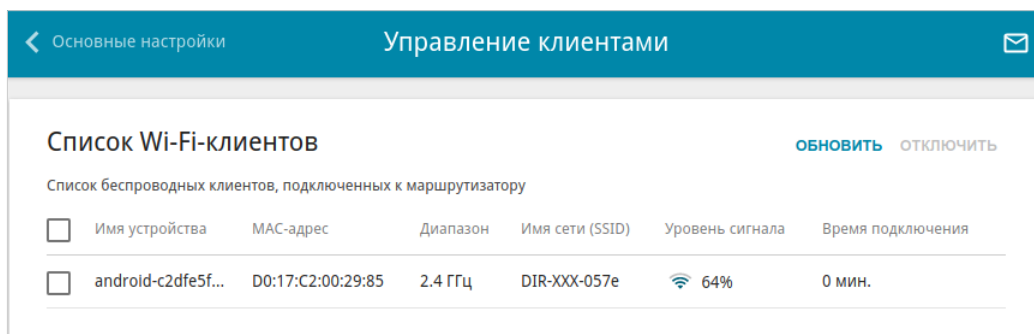 Основные настройки Управление клиентами
Список Wi-Fi-клиентов ОБНОВИТЬ ОТКЛЮЧИТЬ
Список беспроводных клиентов, подключенных к маршрутизатору
Имя устройства MAC-адрес Диапазон Имя сети (SSID) Уровень сигнала Время подключения
android-c2dfe5f... D0:17:C2:00:29:85 2.4 ГГц DIR-XXX-057e 64% 0 мин.